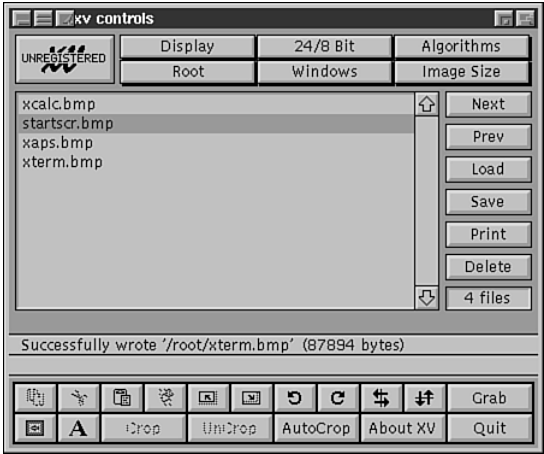 xv controls
UNREGISTERED
Display
24/8 Bit
Algorithms
Root
Windows
Image Size
xcalc.bmp
startscr.bmp
xaps.bmp
xterm.bmp
Next
Prev
Load
Save
Print
Delete
4 files
Successfully wrote '/root/xterm.bmp' (87894 bytes)
Grab
A
Crop
UnCrop
AutoCrop
About XV
Quit